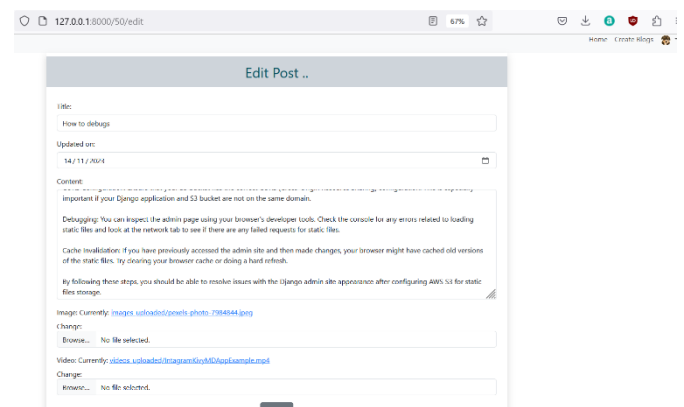 127.0.0.1:8000/50/edit
67%
Home Create Blogs
Edit Post ..
Title:
How to debugs
Updated on:
14/11/2023
Content:
important if your Django application and S3 bucket are not on the same domain.
Debugging: You can inspect the admin page using your browser's developer tools. Check the console for any errors related to loading
static files and look at the network tab to see if there are any failed requests for static files.
Cache Invalidation: If you have previously accessed the admin site and then made changes, your browser might have cached old versions
of the static files. Try clearing your browser cache or doing a hard refresh.
By following these steps, you should be able to resolve issues with the Django admin site appearance after configuring AWS S3 for static
files storage.
Image: Currently: images_uploaded/pexels-photo-7984844.jpeg
Change:
Browse... No file selected.
Video: Currently: videos_uploaded/IntagramKivyMDAppExample.mp4
Change:
Browse... No file selected.